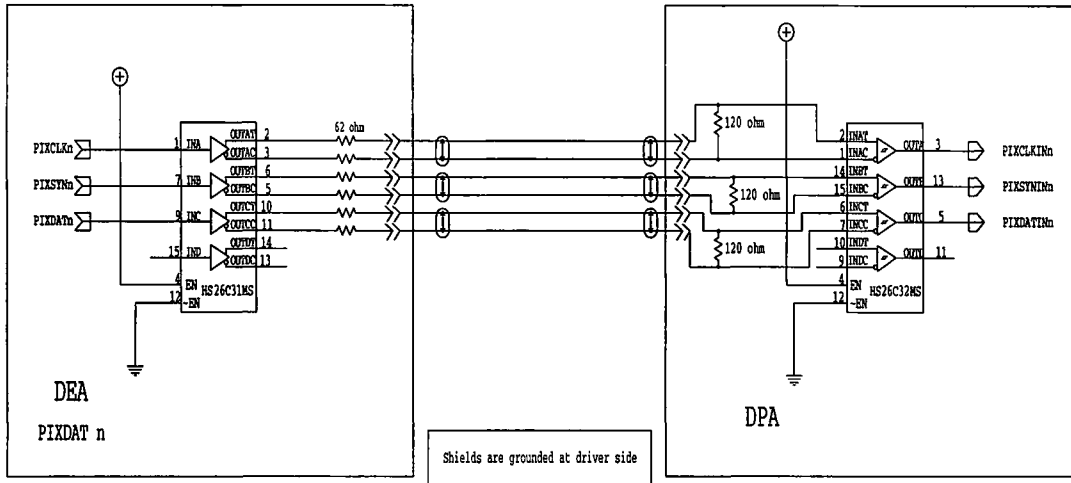 PIXCLKn
1
INA
OUTAT
2
OUTAC
3
62 ohm
PIXSYNn
7
INB
OUTBT
6
OUTBC
5
PIXDATn
9
INC
OUTCT
10
OUTCC
11
15
IND
OUTDT
14
OUTDC
13
4
EN
HS26C31MS
12
~EN
DEA
PIXDAT n
Shields are grounded at driver side
120 ohm
120 ohm
120 ohm
2
INAT
1
INAC
OUTA
3
PIXCLKINn
14
INBT
15
INBC
OUTB
13
PIXSYNINn
6
INCT
7
INCC
OUTC
5
PIXDATINn
10
INDT
9
INDC
OUTD
11
4
EN
HS26C32MS
12
~EN
DPA